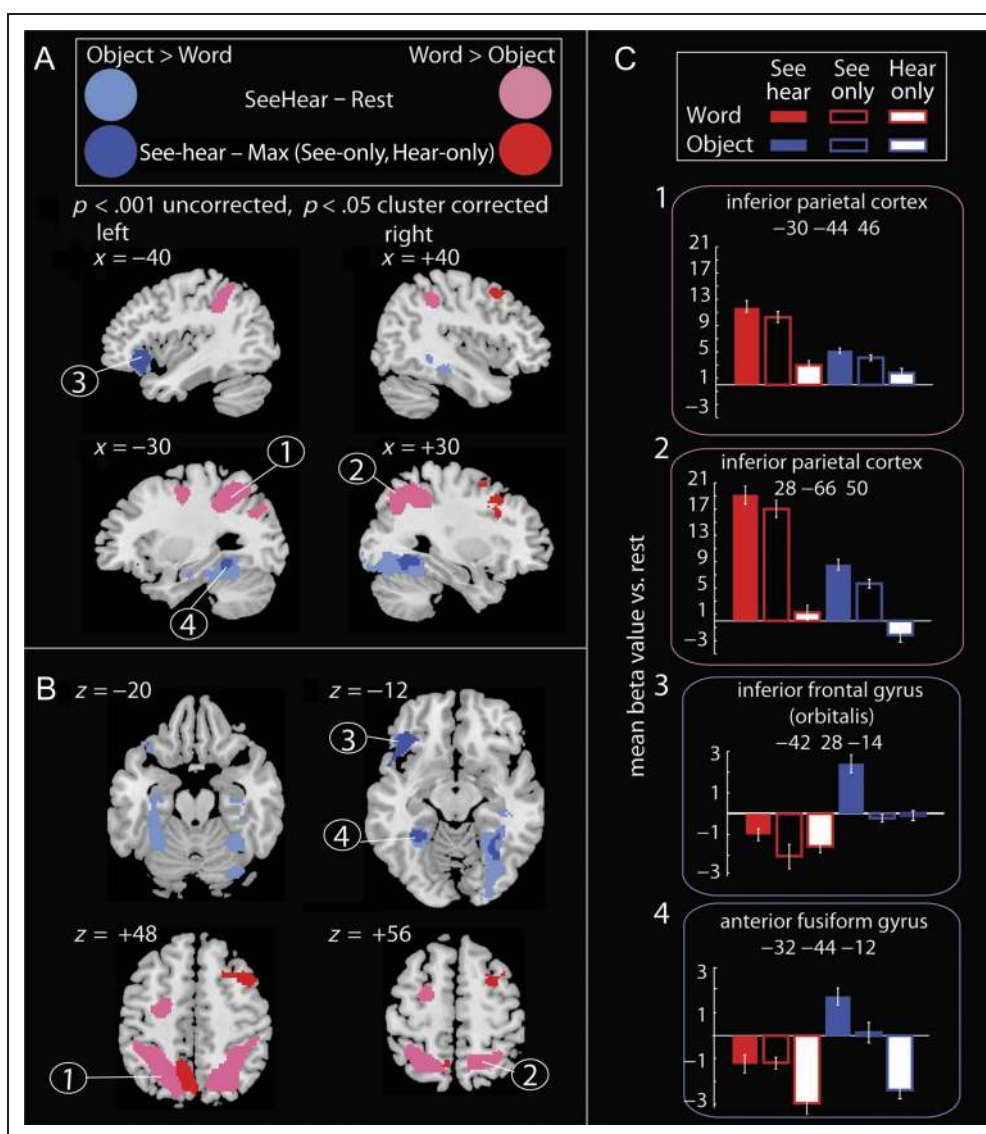 A
Object > Word
Word > Object
SeeHear – Rest
See-hear – Max (See-only, Hear-only)
p < .001 uncorrected, p < .05 cluster corrected
left
right
x = −40
x = +40
3
x = −30
x = +30
1
2
4
B
z = −20
z = −12
3
4
z = +48
z = +56
1
2
C
See hear
See only
Hear only
Word
Object
mean beta value vs. rest
1
inferior parietal cortex
−30 −44 46
21
17
13
9
5
1
−3
2
inferior parietal cortex
28 −66 50
21
17
13
9
5
1
−3
3
inferior frontal gyrus
(orbitalis)
−42 28 −14
3
1
−1
−3
4
anterior fusiform gyrus
−32 −44 −12
3
1
−1
−3